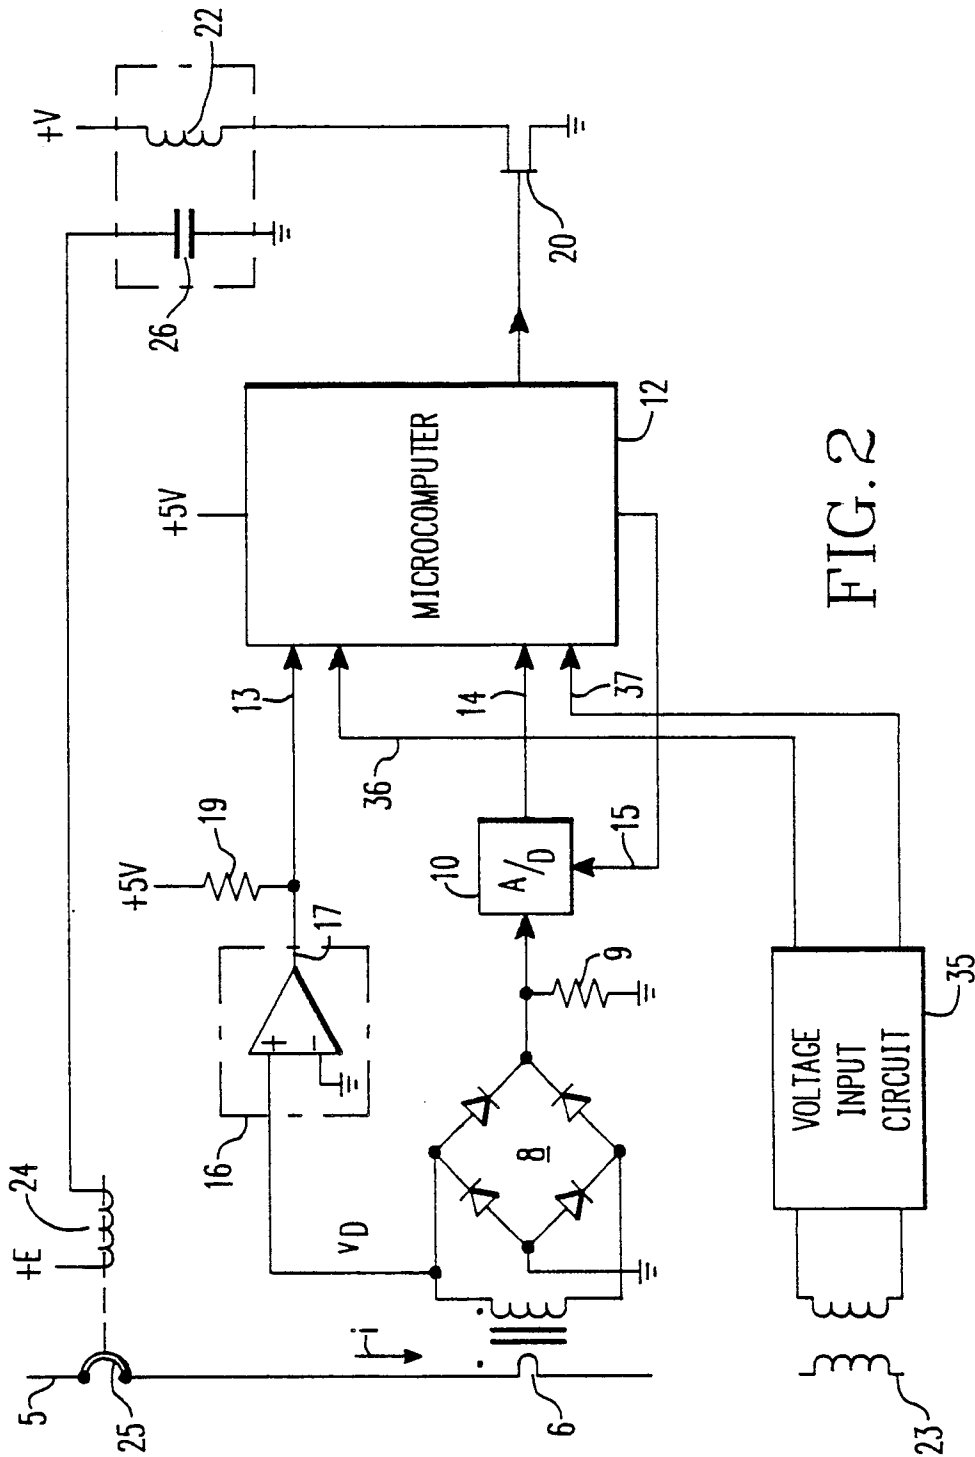 5
25
+E
24
26
+V
22
+5V
19
16
+
−
17
13
+5V
MICROCOMPUTER
12
20
36
VD
i
6
8
9
10
A/D
14
15
37
23
VOLTAGE
INPUT
CIRCUIT
35
FIG. 2